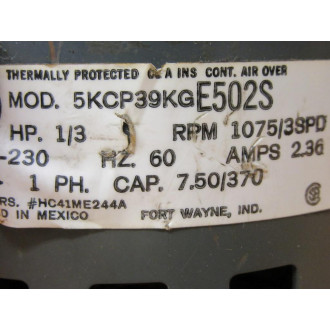 THERMALLY PROTECTED CL A INS CONT. AIR OVER
MOD. 5KCP39KGE502S
HP. 1/3 RPM 1075/3SPD
-230 HZ. 60 AMPS 2.36
1 PH. CAP. 7.50/370
RS. #HC41ME244A
D IN MEXICO FORT WAYNE, IND.